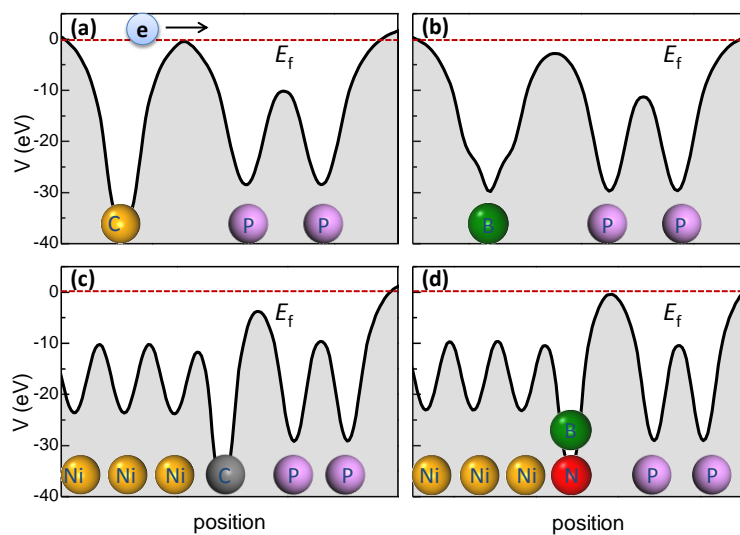 (a) e E_f
0
-10
-20
-30
-40
V (eV)
C P P
(b) E_f
B P P
(c) E_f
0
-10
-20
-30
-40
V (eV)
Ni Ni Ni C P P
(d) E_f
B
Ni Ni Ni N P P
position position